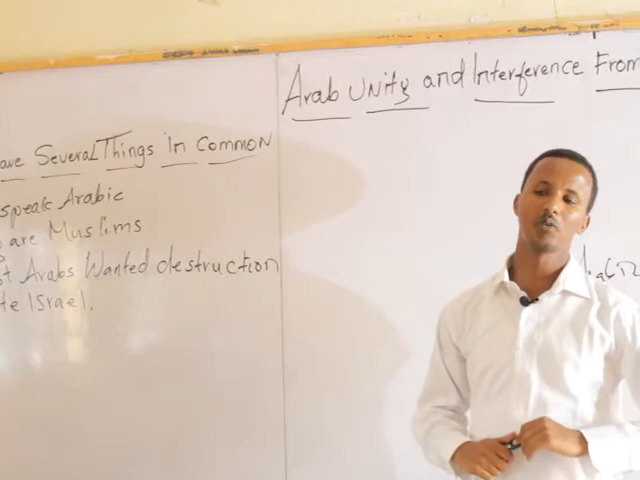 ave Several Things In Common
speak Arabic
are Muslims
t Arabs Wanted destruction
te Israel.
Arab Unity and Interference From